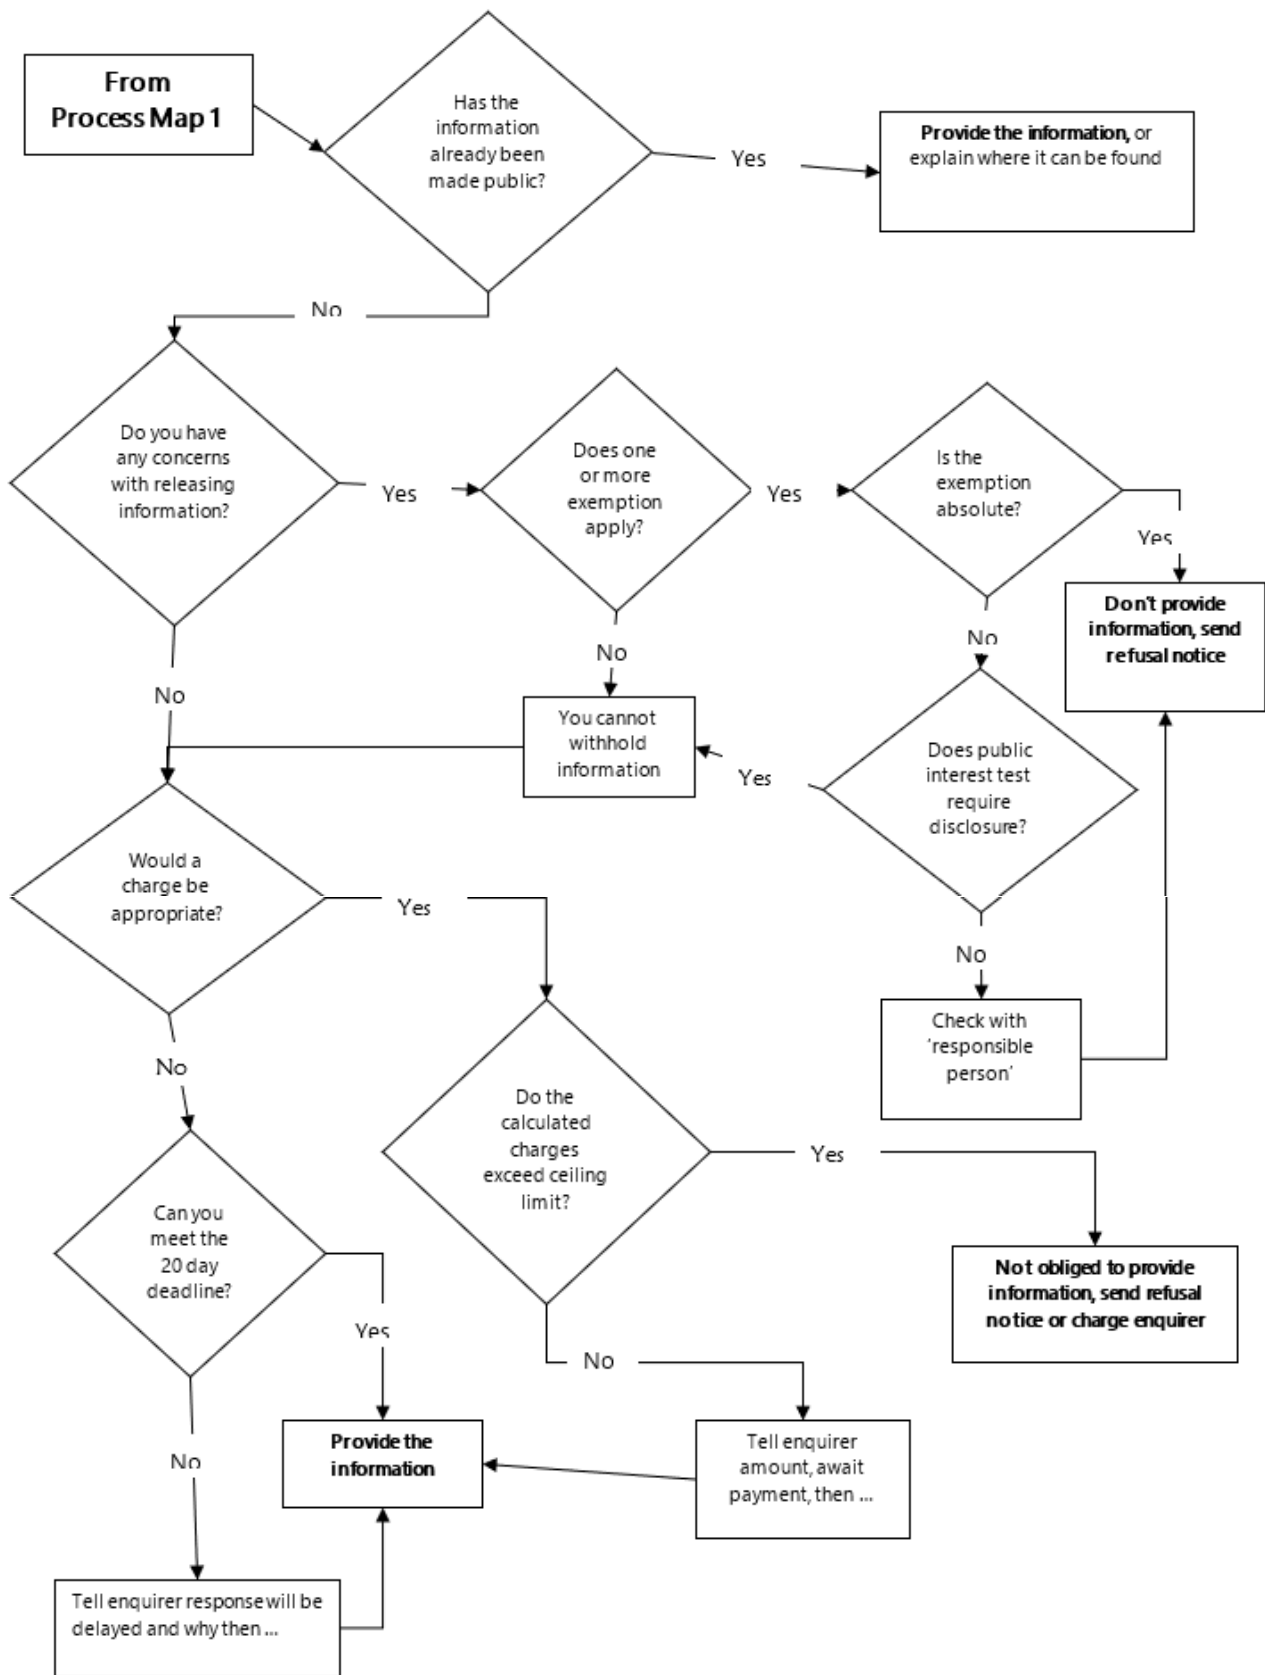 From
Process Map 1
Has the
information
already been
made public?
Yes
Provide the information, or
explain where it can be found
No
Do you have
any concerns
with releasing
information?
Yes
Does one
or more
exemption
apply?
Yes
Is the
exemption
absolute?
Yes
Don't provide
information, send
refusal notice
No
No
No
You cannot
withhold
information
Yes
Does public
interest test
require
disclosure?
Would a
charge be
appropriate?
Yes
No
Check with
‘responsible
person’
No
Do the
calculated
charges
exceed ceiling
limit?
Yes
Can you
meet the
20 day
deadline?
Not obliged to provide
information, send refusal
notice or charge enquirer
Yes
No
No
Provide the
information
Tell enquirer
amount, await
payment, then ...
Tell enquirer response will be
delayed and why then ...